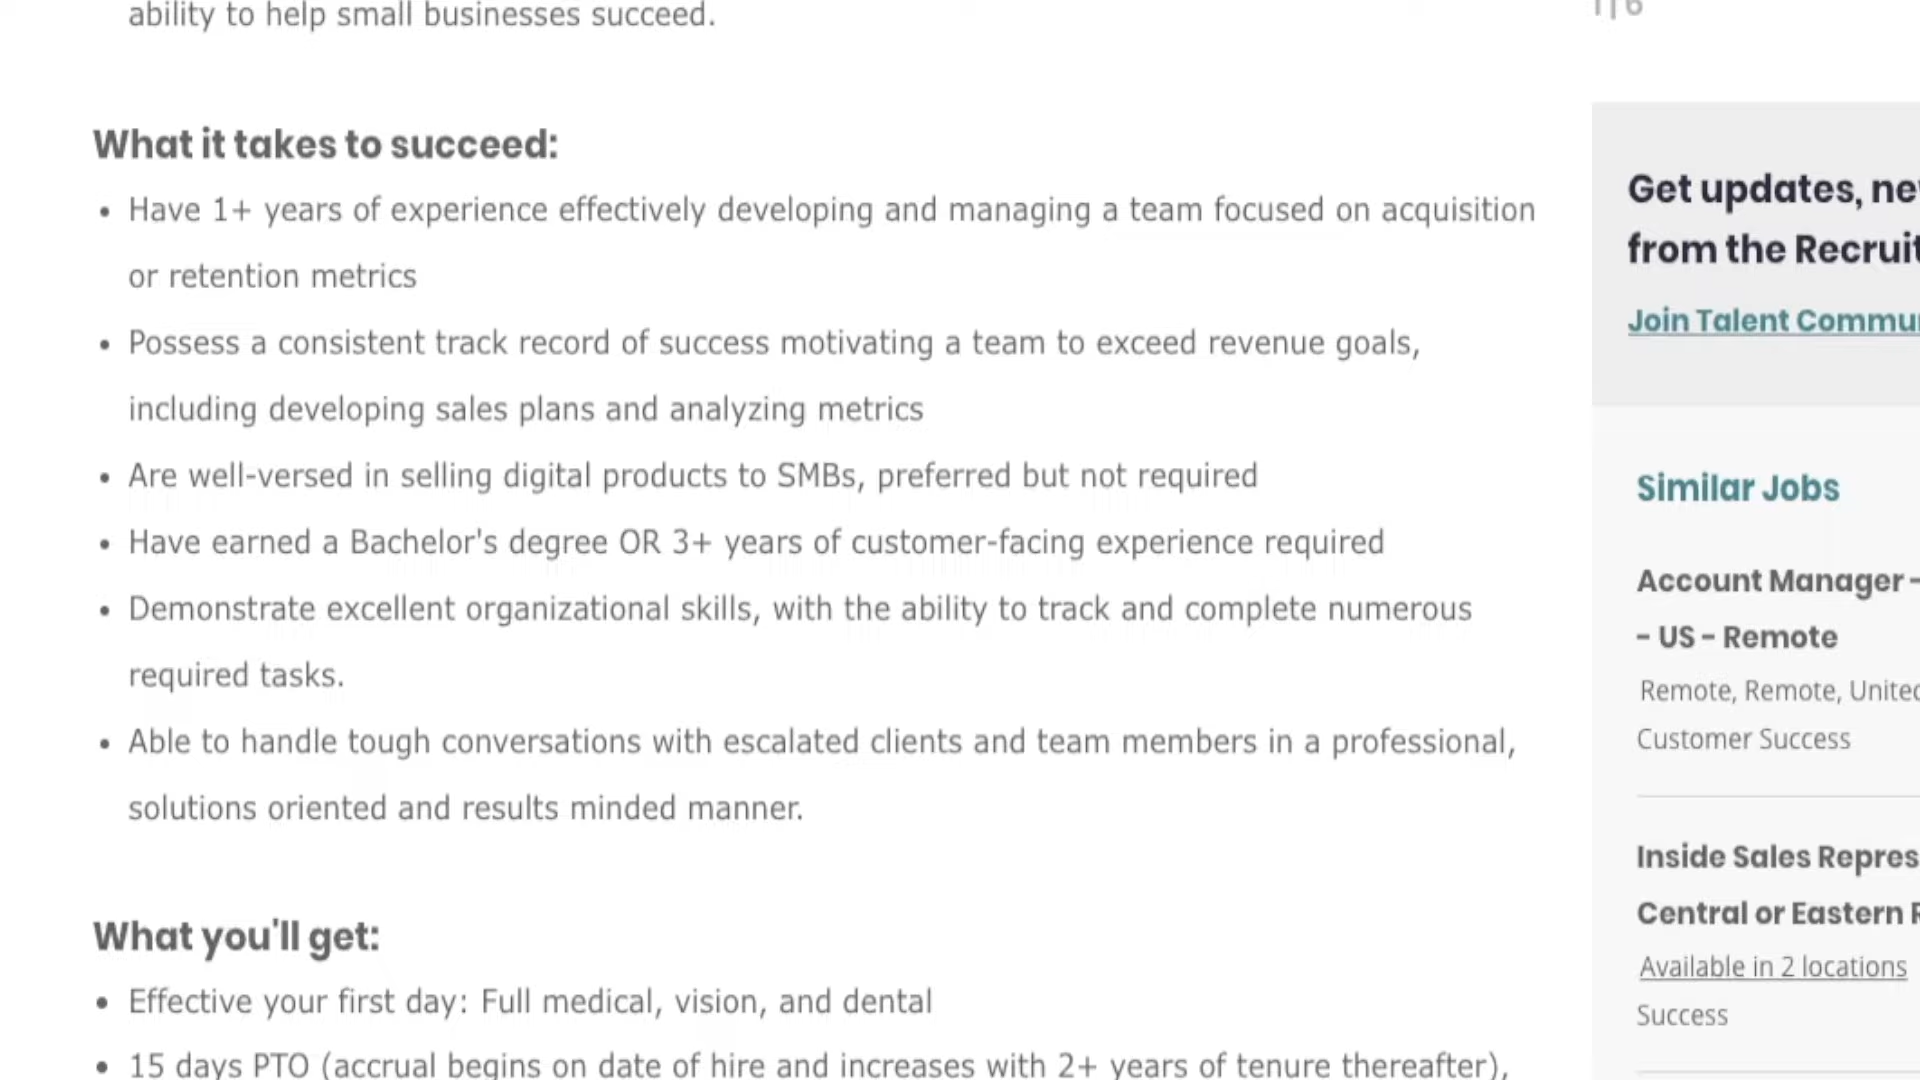 ability to help small businesses succeed.
What it takes to succeed:
• Have 1+ years of experience effectively developing and managing a team focused on acquisition
or retention metrics
• Possess a consistent track record of success motivating a team to exceed revenue goals,
including developing sales plans and analyzing metrics
• Are well-versed in selling digital products to SMBs, preferred but not required
• Have earned a Bachelor's degree OR 3+ years of customer-facing experience required
• Demonstrate excellent organizational skills, with the ability to track and complete numerous
required tasks.
• Able to handle tough conversations with escalated clients and team members in a professional,
solutions oriented and results minded manner.
What you'll get:
• Effective your first day: Full medical, vision, and dental
• 15 days PTO (accrual begins on date of hire and increases with 2+ years of tenure thereafter),
1 | 6
Get updates,
from the
Join Talent
Similar Jobs
Account Manager -
- US - Remote
Remote, Remote,
Customer Success
Inside Sales
Central or Eastern
Available in 2 locations
Success